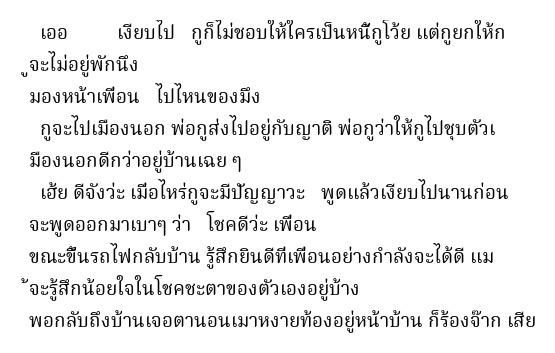 เออ เงียบไป กูก็ไม่ชอบให้ใครเป็นหนี้กูโว้ย แต่กูยกให้ก
ูจะไม่อยู่พักนึง
มองหน้าเพื่อน ไปไหนของมึง
กูจะไปเมืองนอก พ่อกูส่งไปอยู่กับญาติ พ่อกูว่าให้กูไปชุบตัวเ
มืองนอกดีกว่าอยู่บ้านเฉย ๆ
เฮ้ย ดีจังว่ะ เมื่อไหร่กูจะมีปัญญาวะ พูดแล้วเงียบไปนานก่อน
จะพูดออกมาเบาๆ ว่า โชคดีว่ะ เพื่อน
ขณะขึ้นรถไฟกลับบ้าน รู้สึกยินดีที่เพื่อนอย่างกำลังจะได้ดี แม
้จะรู้สึกน้อยใจในโชคชะตาของตัวเองอยู่บ้าง
พอกลับถึงบ้านเจอตานอนเมาหงายท้องอยู่หน้าบ้าน ก็ร้องจ๊าก เสีย